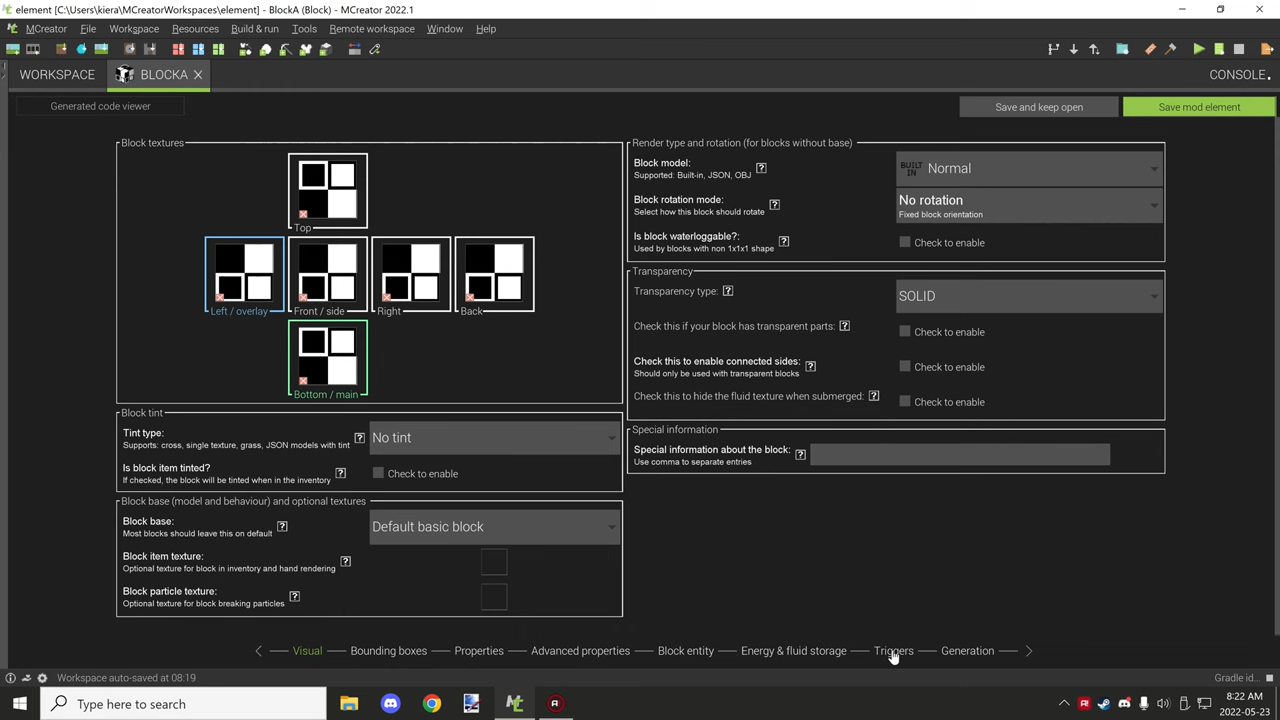 element [C:\Users\kiera\MCreatorWorkspaces\element] - BlockA (Block) - MCreator 2022.1
MCreator File Workspace Resources Build & run Tools Remote workspace Window Help
WORKSPACE BLOCKA CONSOLE
Generated code viewer Save and keep open Save mod element
Block textures
Top
Left / overlay Front / side Right Back
Bottom / main
Block tint
Tint type:
Supports: cross, single texture, grass, JSON models with tint
No tint
Is block item tinted?
If checked, the block will be tinted when in the inventory
Check to enable
Block base (model and behaviour) and optional textures
Block base:
Most blocks should leave this on default
Default basic block
Block item texture:
Optional texture for block in inventory and hand rendering
Block particle texture:
Optional texture for block breaking particles
Render type and rotation (for blocks without base)
Block model:
Supported: Built-in, JSON, OBJ
BUILT IN Normal
Block rotation mode:
Select how this block should rotate
No rotation
Fixed block orientation
Is block waterloggable?:
Used by blocks with non 1x1x1 shape
Check to enable
Transparency
Transparency type: SOLID
Check this if your block has transparent parts: Check to enable
Check this to enable connected sides:
Should only be used with transparent blocks
Check to enable
Check this to hide the fluid texture when submerged: Check to enable
Special information
Special information about the block:
Use comma to separate entries
Visual Bounding boxes Properties Advanced properties Block entity Energy & fluid storage Triggers Generation
Workspace auto-saved at 08:19 Gradle id...
Type here to search
8:22 AM
2022-05-23